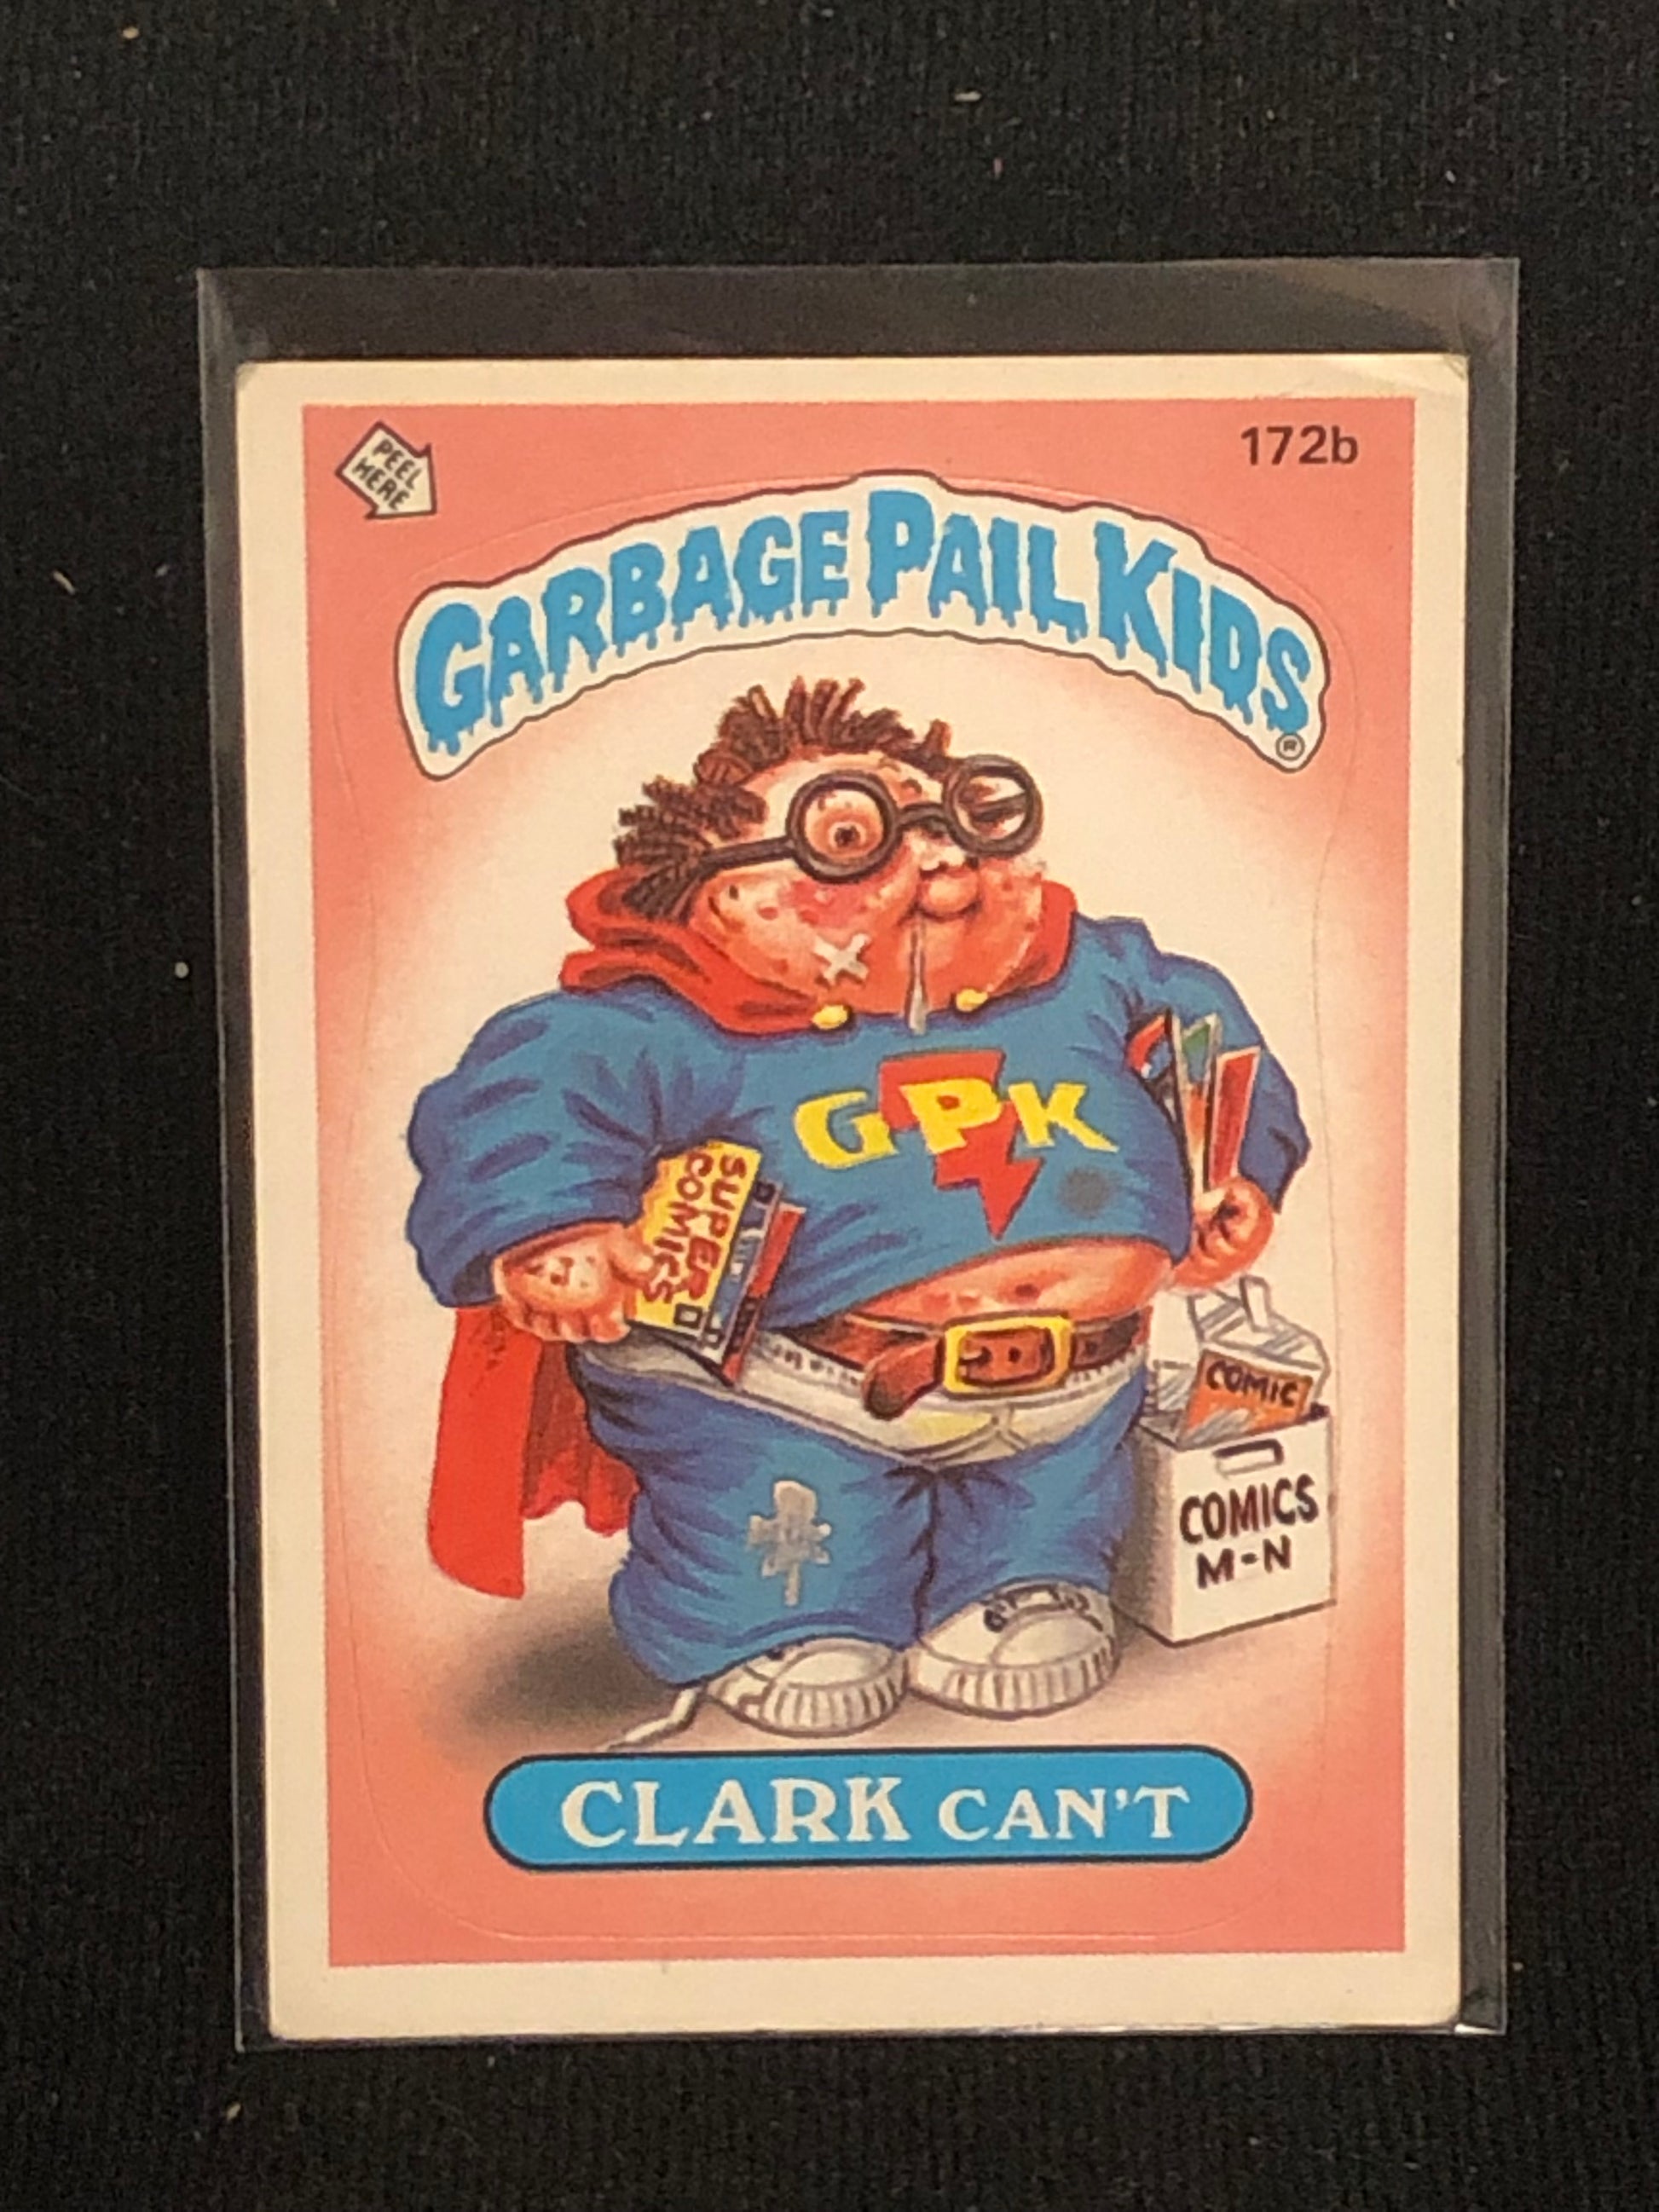 PEEL
HERE
172b
GARBAGE PAIL KIDS
®
GPK
SUPER
COMICS
COMIC
COMICS
M-N
CLARK CAN'T